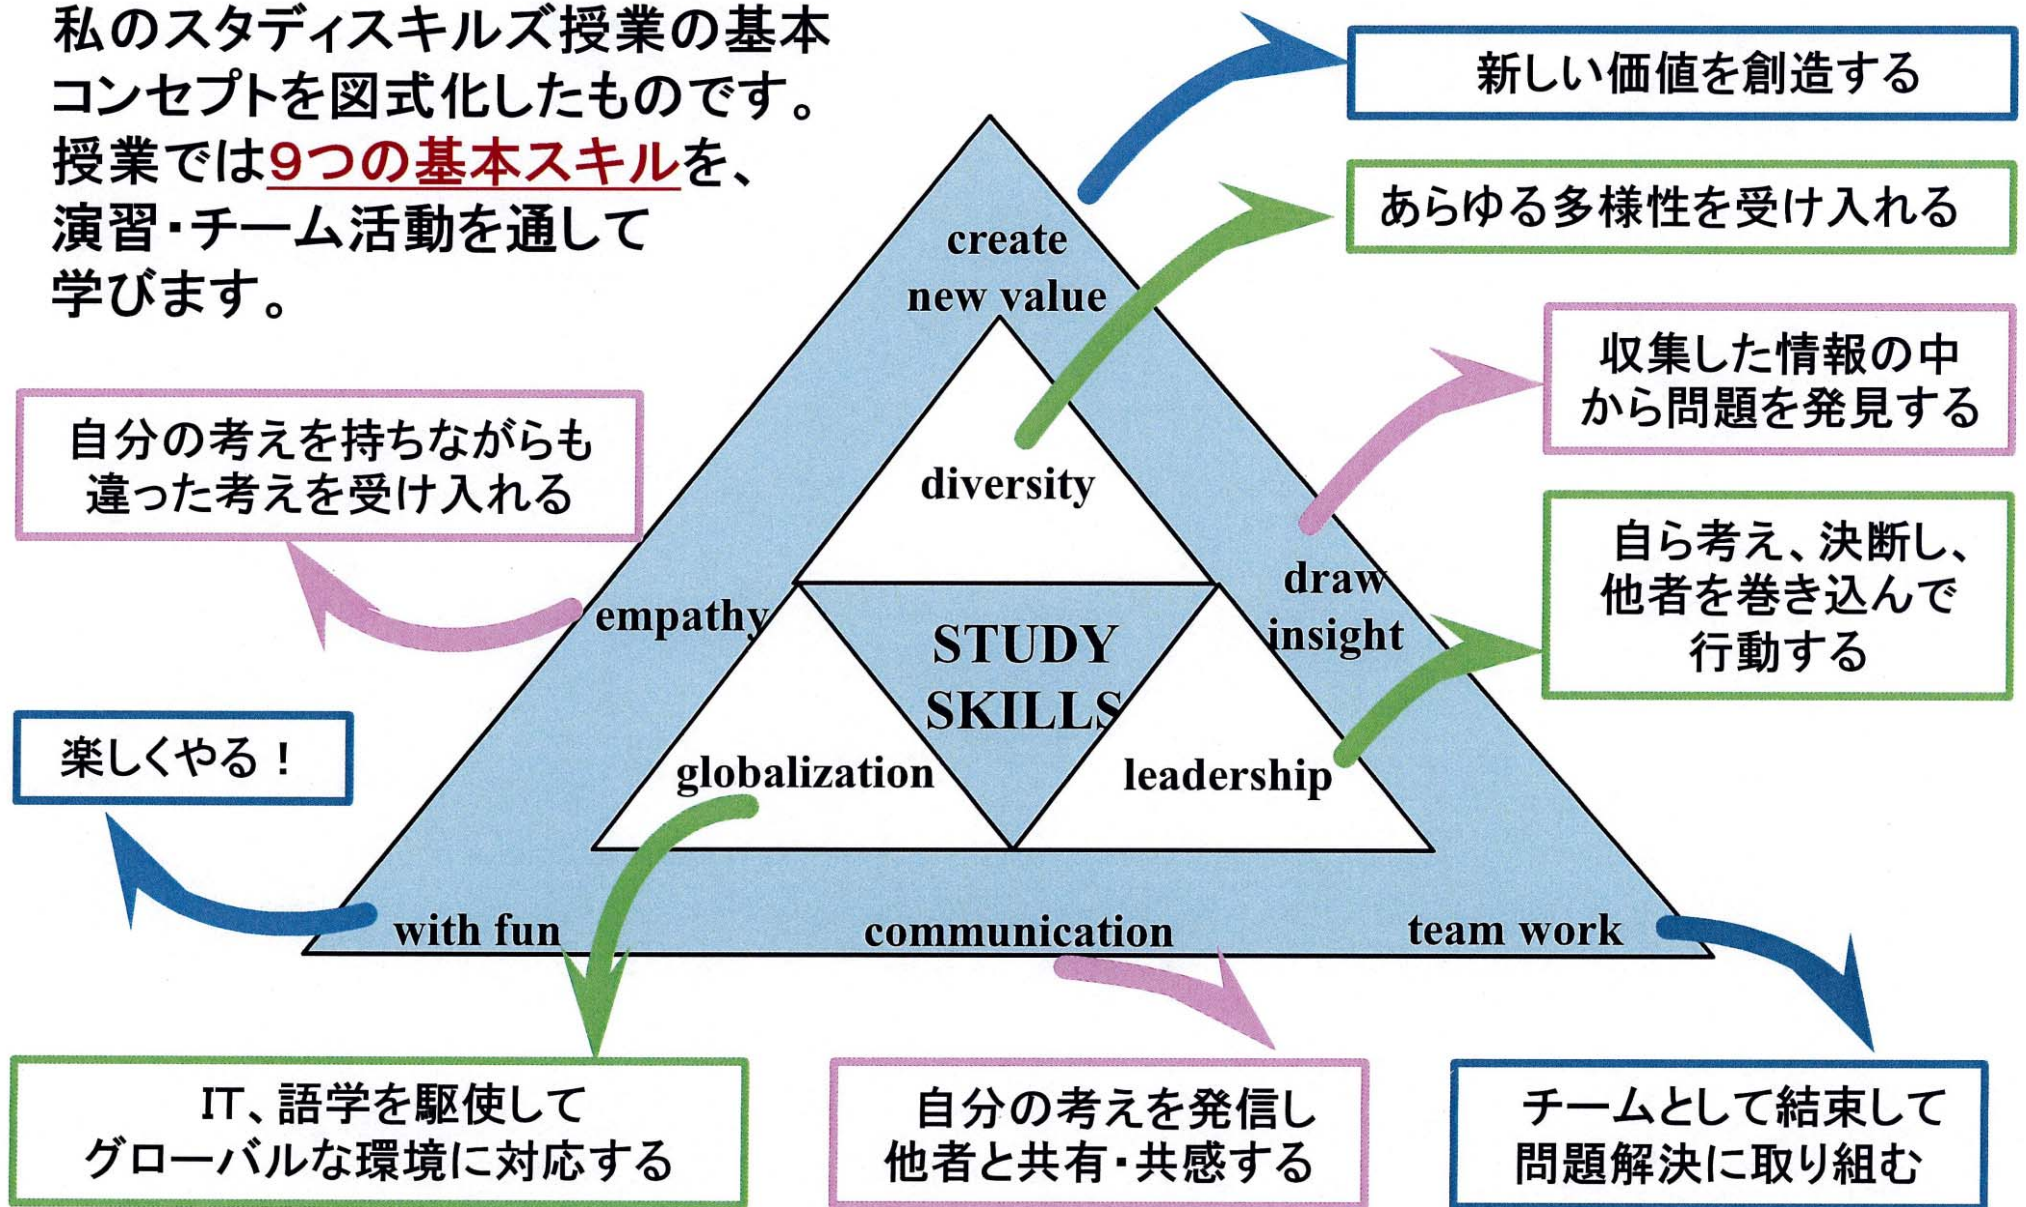 私のスタディスキルズ授業の基本
コンセプトを図式化したものです。
授業では９つの基本スキルを、
演習・チーム活動を通して
学びます。
新しい価値を創造する
あらゆる多様性を受け入れる
収集した情報の中
から問題を発見する
自ら考え、決断し、
他者を巻き込んで
行動する
自分の考えを持ちながらも
違った考えを受け入れる
楽しくやる！
create
new value
diversity
empathy
draw
insight
STUDY
SKILLS
globalization
leadership
with fun
communication
team work
IT、語学を駆使して
グローバルな環境に対応する
自分の考えを発信し
他者と共有・共感する
チームとして結束して
問題解決に取り組む